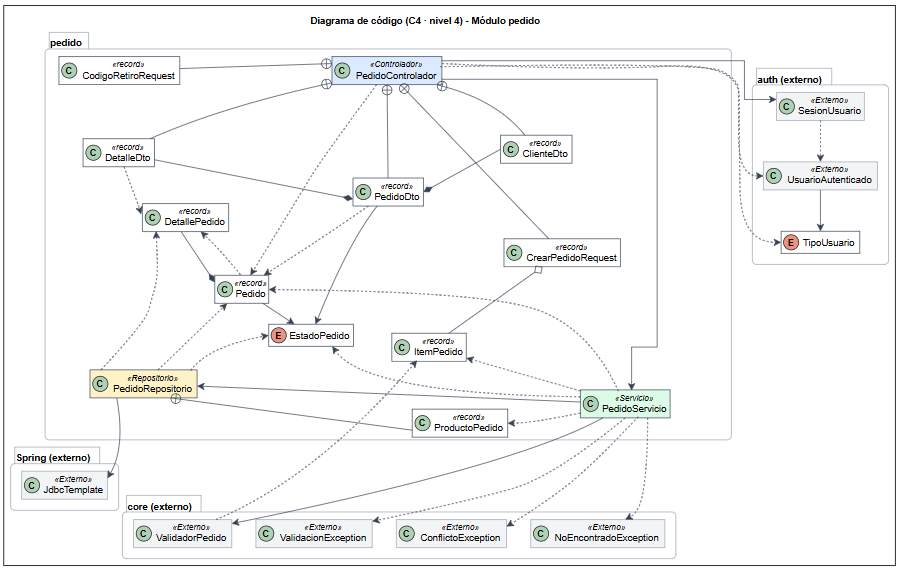 Diagrama de código (C4 · nivel 4) - Módulo pedido
pedido
C «record»
CodigoRetiroRequest
C «Controlador»
PedidoControlador
auth (externo)
C «Externo»
SesionUsuario
C «record»
DetalleDto
C «record»
ClienteDto
C «Externo»
UsuarioAutenticado
C «record»
PedidoDto
C «record»
DetallePedido
E TipoUsuario
C «record»
CrearPedidoRequest
C «record»
Pedido
E EstadoPedido
C «record»
ItemPedido
C «Repositorio»
PedidoRepositorio
C «Servicio»
PedidoServicio
C «record»
ProductoPedido
Spring (externo)
C «Externo»
JdbcTemplate
core (externo)
C «Externo»
ValidadorPedido
C «Externo»
ValidacionException
C «Externo»
ConflictoException
C «Externo»
NoEncontradoException